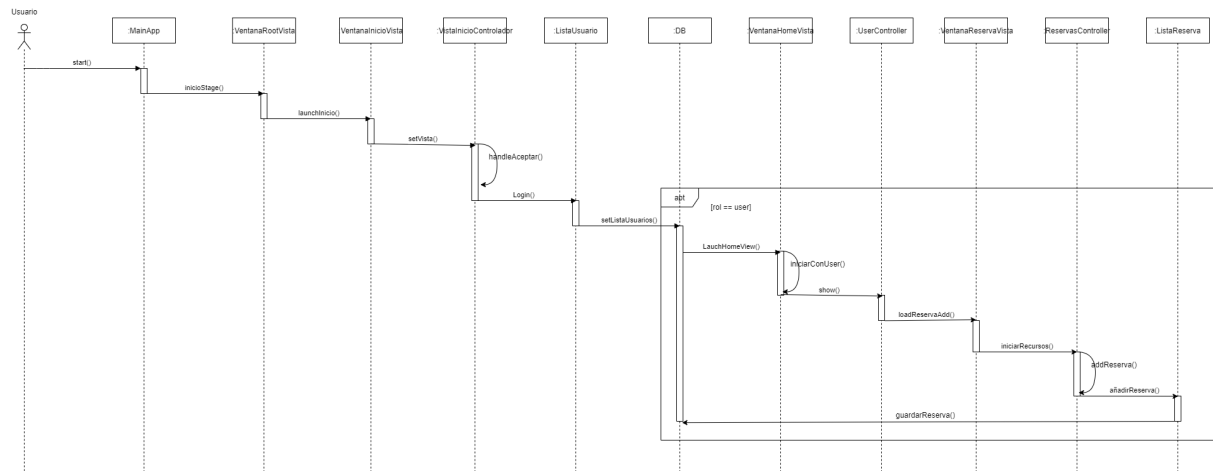 Usuario
:MainApp
:VentanaRootVista
:VentanaInicioVista
:VistaInicioControlador
:ListaUsuario
:DB
:VentanaHomeVista
:UserController
:VentanaReservaVista
:ReservasController
:ListaReserva
start()
inicioStage()
launchInicio()
setVista()
handleAceptar()
Login()
apt
[rol == user]
setListaUsuarios()
LauchHomeView()
iniciarConUser()
show()
loadReservaAdd()
iniciarRecursos()
addReserva()
añadirReserva()
guardarReserva()